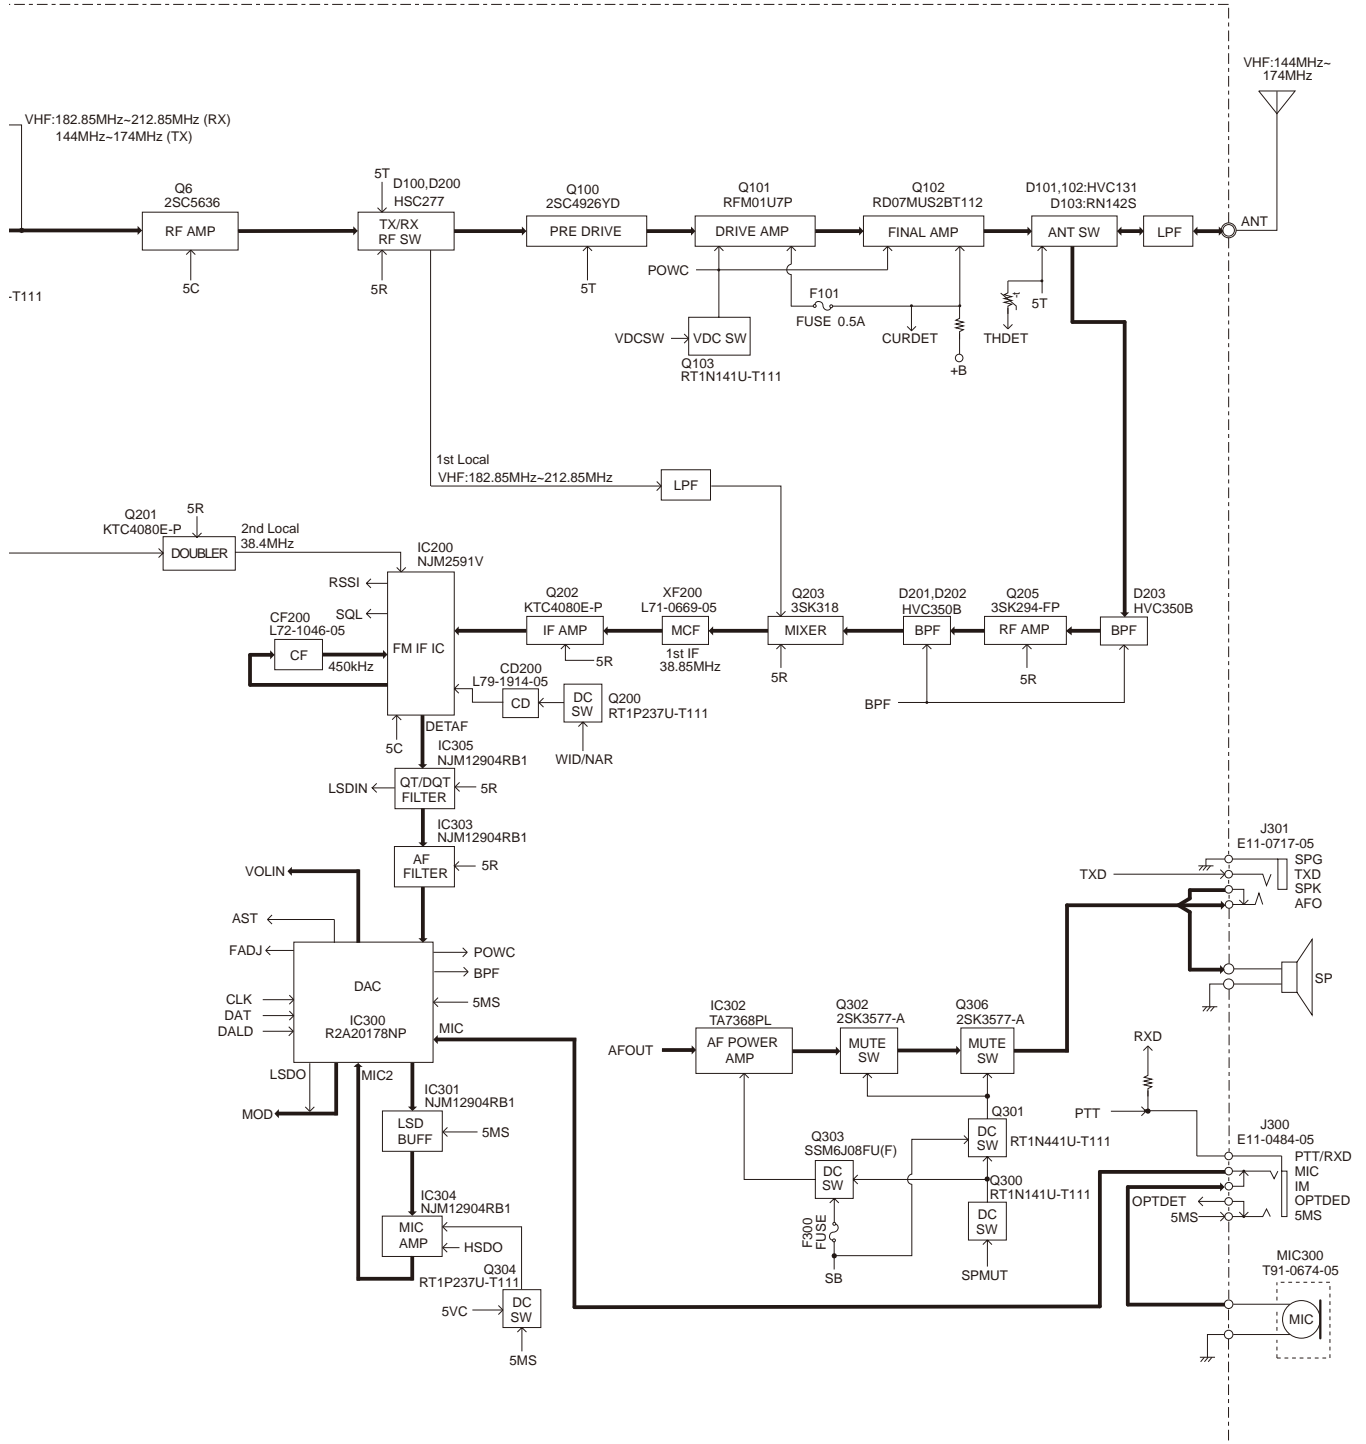 VHF:144MHz~
174MHz
VHF:182.85MHz~212.85MHz (RX)
144MHz~174MHz (TX)
Q6
2SC5636
RF AMP
5C
-T111
5T
D100,D200
HSC277
TX/RX
RF SW
5R
Q100
2SC4926YD
PRE DRIVE
5T
Q101
RFM01U7P
DRIVE AMP
POWC
Q102
RD07MUS2BT112
FINAL AMP
D101,102:HVC131
D103:RN142S
ANT SW
LPF
ANT
F101
FUSE 0.5A
VDCSW
VDC SW
Q103
RT1N141U-T111
CURDET
+B
THDET
5T
1st Local
VHF:182.85MHz~212.85MHz
LPF
Q201
KTC4080E-P
5R
DOUBLER
2nd Local
38.4MHz
IC200
NJM2591V
RSSI
SQL
FM IF IC
CF200
L72-1046-05
CF
450kHz
Q202
KTC4080E-P
IF AMP
5R
XF200
L71-0669-05
MCF
1st IF
38.85MHz
Q203
3SK318
MIXER
5R
D201,D202
HVC350B
BPF
Q205
3SK294-FP
RF AMP
5R
D203
HVC350B
BPF
BPF
CD200
L79-1914-05
CD
DC
SW
Q200
RT1P237U-T111
WID/NAR
5C
DETAF
IC305
NJM12904RB1
QT/DQT
FILTER
LSDIN
5R
IC303
NJM12904RB1
AF
FILTER
5R
VOLIN
AST
FADJ
CLK
DAT
DALD
DAC
IC300
R2A20178NP
POWC
BPF
5MS
MIC
LSDO
MOD
MIC2
IC301
NJM12904RB1
LSD
BUFF
5MS
IC304
NJM12904RB1
MIC
AMP
HSDO
Q304
RT1P237U-T111
5VC
DC
SW
5MS
AFOUT
IC302
TA7368PL
AF POWER
AMP
Q302
2SK3577-A
MUTE
SW
Q306
2SK3577-A
MUTE
SW
Q301
DC
SW
RT1N441U-T111
Q303
SSM6J08FU(F)
DC
SW
Q300
RT1N141U-T111
DC
SW
F300
FUSE
SB
SPMUT
J301
E11-0717-05
SPG
TXD
TXD
SPK
AFO
SP
RXD
PTT
J300
E11-0484-05
PTT/RXD
MIC
IM
OPTDET
OPTDED
5MS
5MS
MIC300
T91-0674-05
MIC